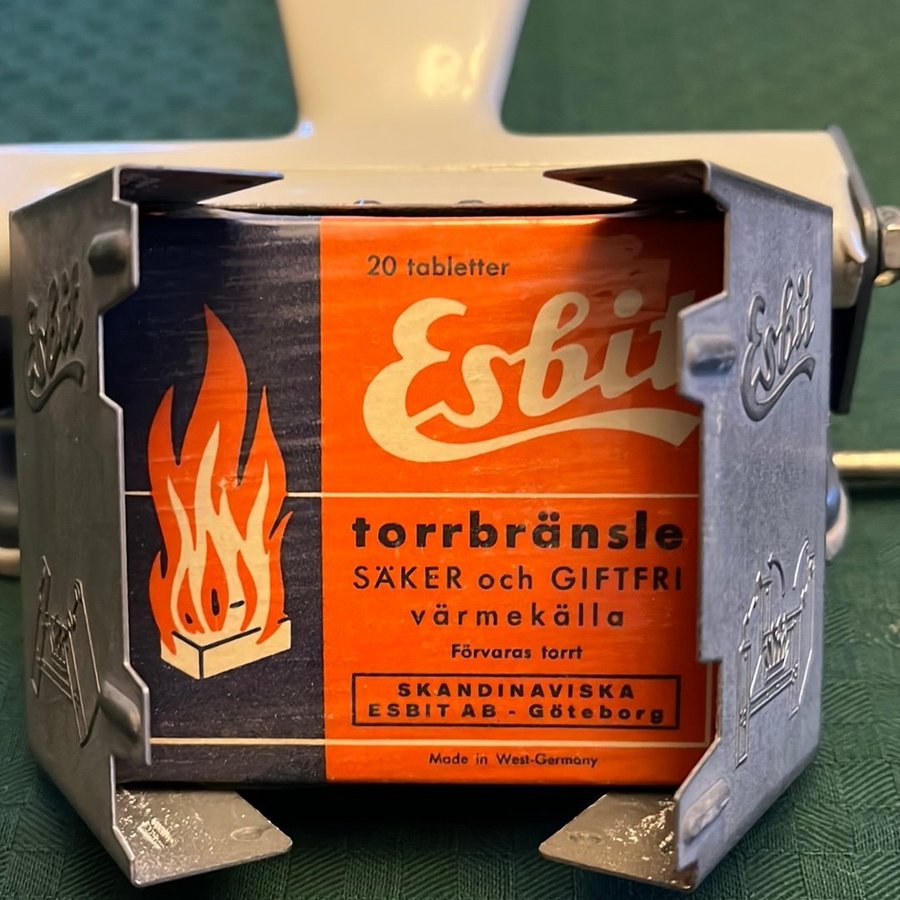 20 tabletter
Esbit
torrbränsle
SÄKER och GIFTFRI
värmekälla
Förvaras torrt
SKANDINAVISKA
ESBIT AB - Göteborg
Made in West-Germany
Esbit
Esbit